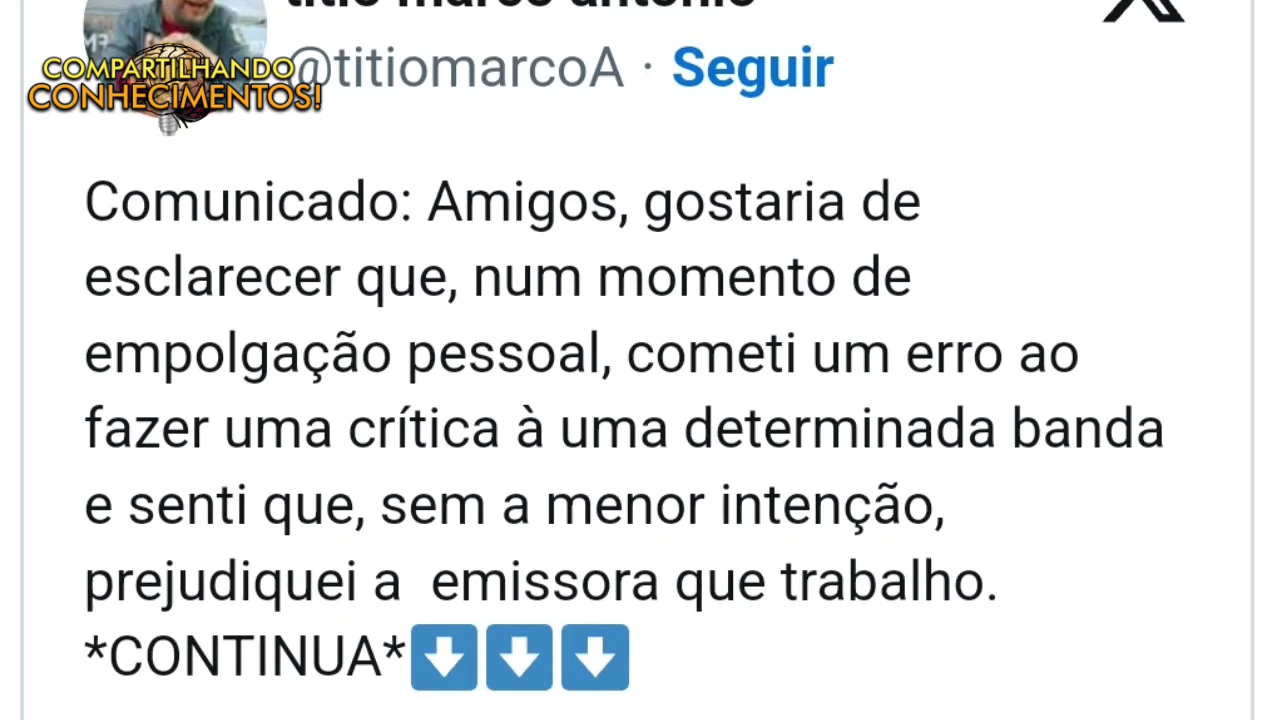 titio marco antonio
COMPARTILHANDO
CONHECIMENTOS!
@titiomarcoA · Seguir
Comunicado: Amigos, gostaria de
esclarecer que, num momento de
empolgação pessoal, cometi um erro ao
fazer uma crítica à uma determinada banda
e senti que, sem a menor intenção,
prejudiquei a  emissora que trabalho.
*CONTINUA*⬇️⬇️⬇️